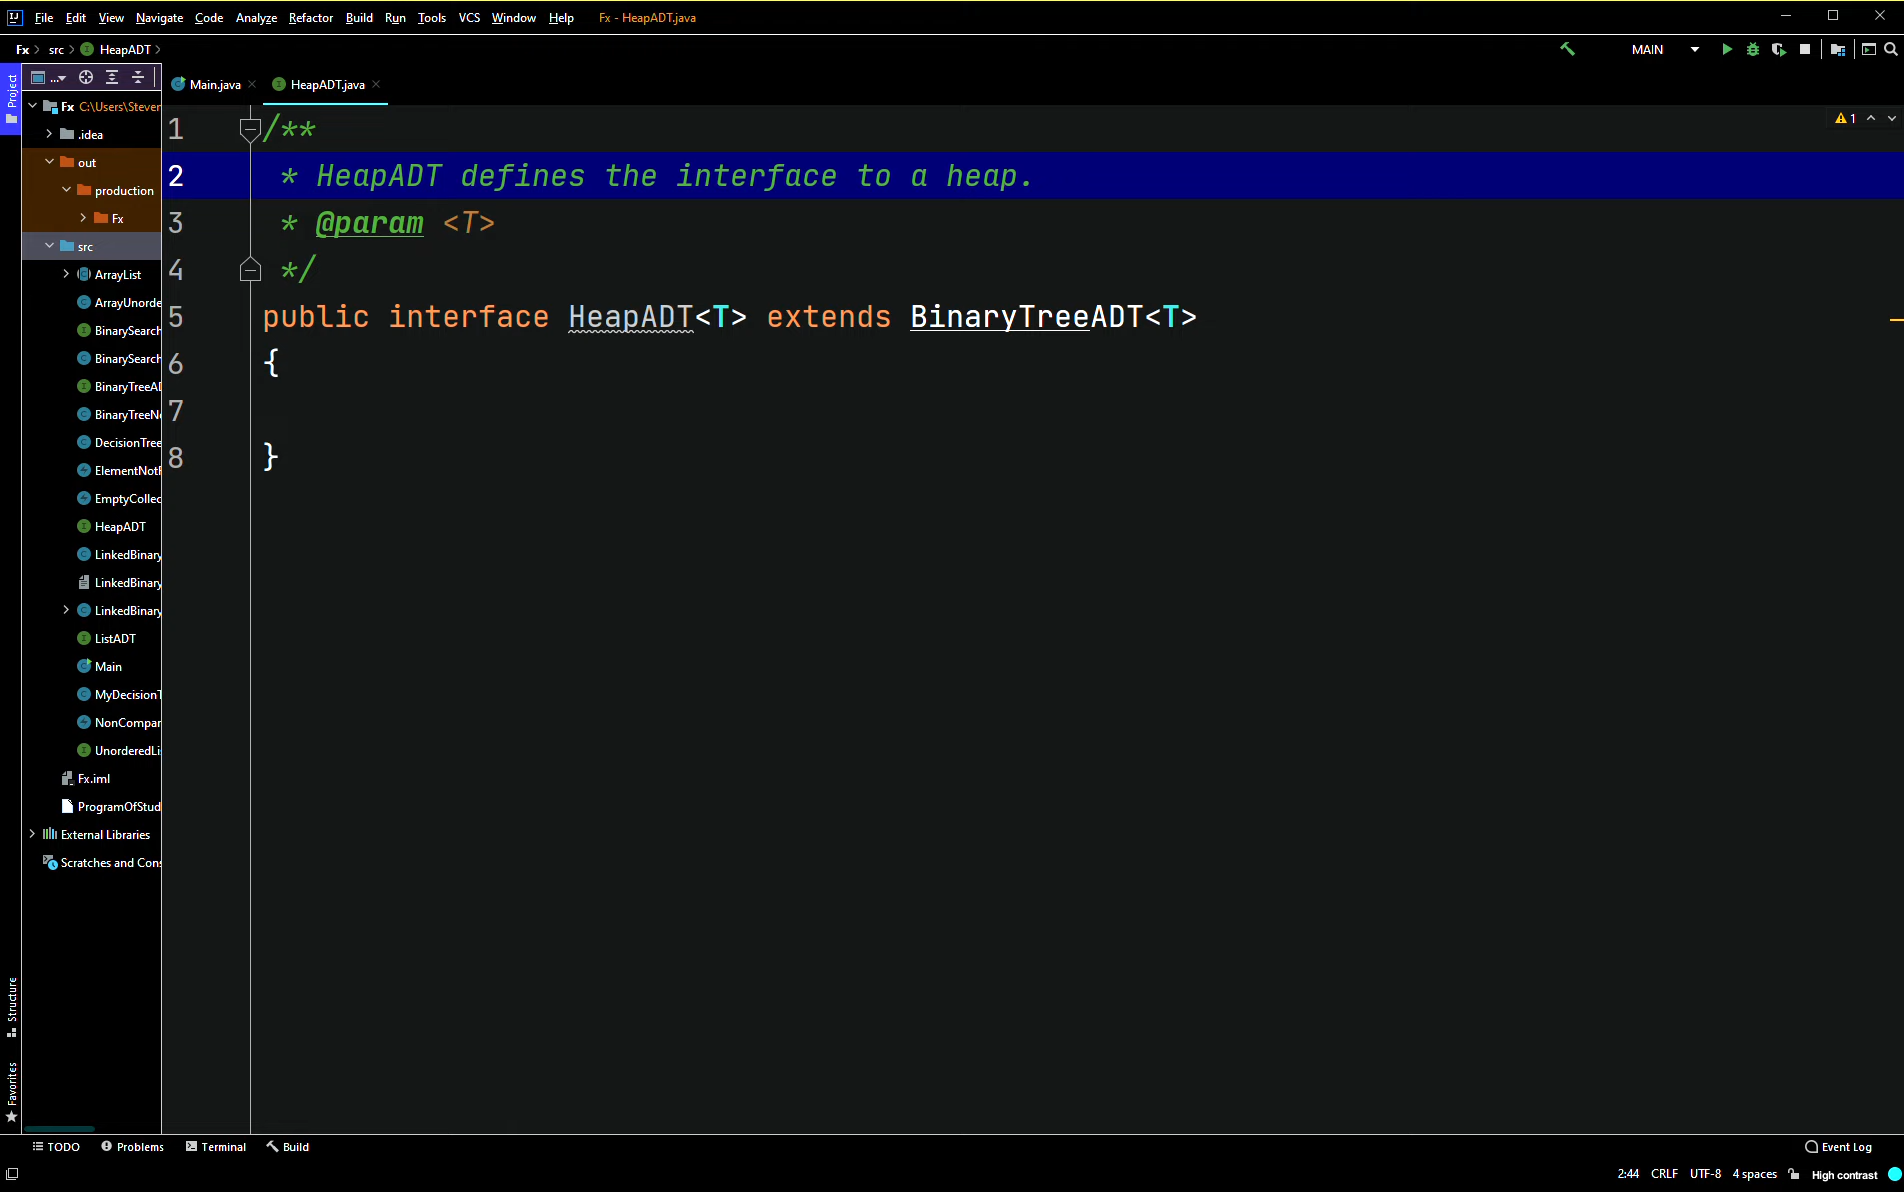 File Edit View Navigate Code Analyze Refactor Build Run Tools VCS Window Help Fx - HeapADT.java
Fx src HeapADT MAIN
Project
Main.java HeapADT.java
Fx C:\Users\Steven
.idea
out
production
Fx
src
ArrayList
ArrayUnorde
BinarySearch
BinarySearch
BinaryTreeAD
BinaryTreeNo
DecisionTree
ElementNotF
EmptyCollec
HeapADT
LinkedBinary
LinkedBinary
LinkedBinary
ListADT
Main
MyDecisionT
NonCompar
UnorderedLi
Fx.iml
ProgramOfStud
External Libraries
Scratches and Cons
1 /**
2 * HeapADT defines the interface to a heap.
3 * @param <T>
4 */
5 public interface HeapADT<T> extends BinaryTreeADT<T>
6 {
7
8 }
1
Structure
Favorites
TODO Problems Terminal Build Event Log
2:44 CRLF UTF-8 4 spaces High contrast